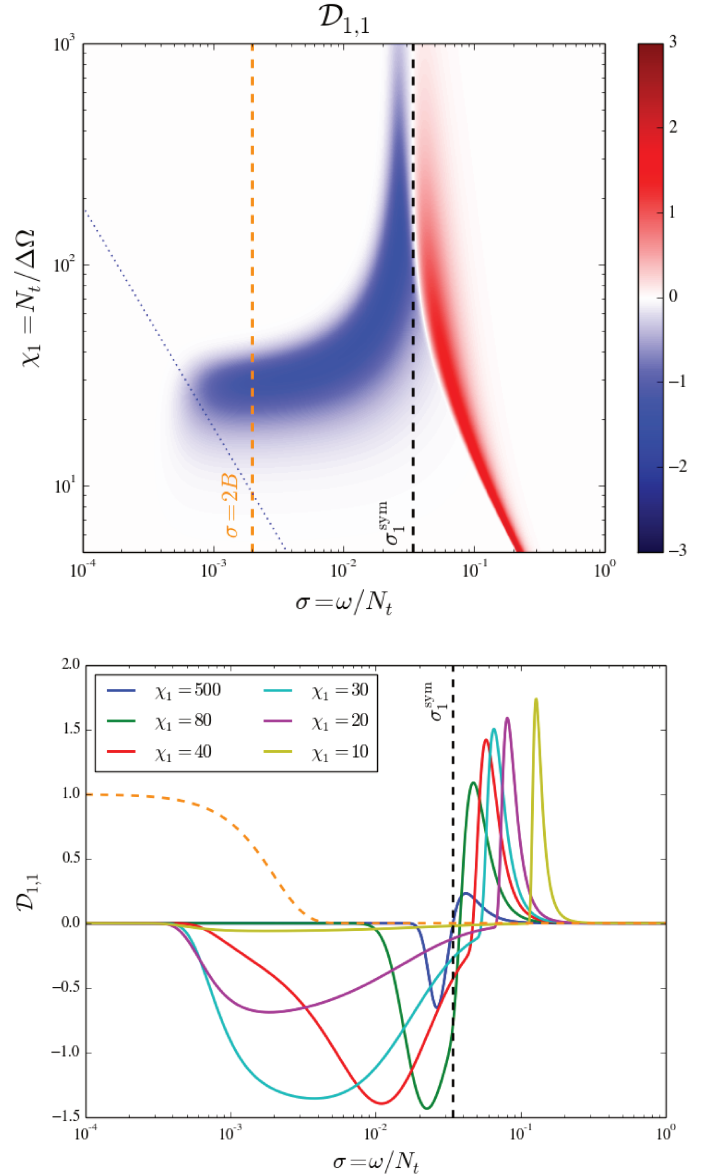 𝒟₁,₁
10³
10²
10¹
χ₁ = Nₜ/ΔΩ
σ = 2B
σ₁ˢʸᵐ
10⁻⁴ 10⁻³ 10⁻² 10⁻¹ 10⁰
σ = ω/Nₜ
3
2
1
0
−1
−2
−3
2.0
1.5
1.0
0.5
0.0
−0.5
−1.0
−1.5
𝒟₁,₁
χ₁ = 500 χ₁ = 30
χ₁ = 80 χ₁ = 20
χ₁ = 40 χ₁ = 10
σ₁ˢʸᵐ
10⁻⁴ 10⁻³ 10⁻² 10⁻¹ 10⁰
σ = ω/Nₜ